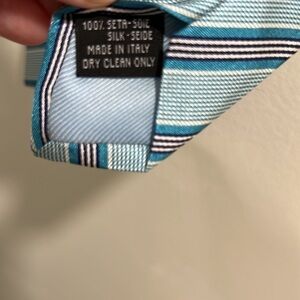 100% SETA-SOIE
SILK-SEIDE
MADE IN ITALY
DRY CLEAN ONLY